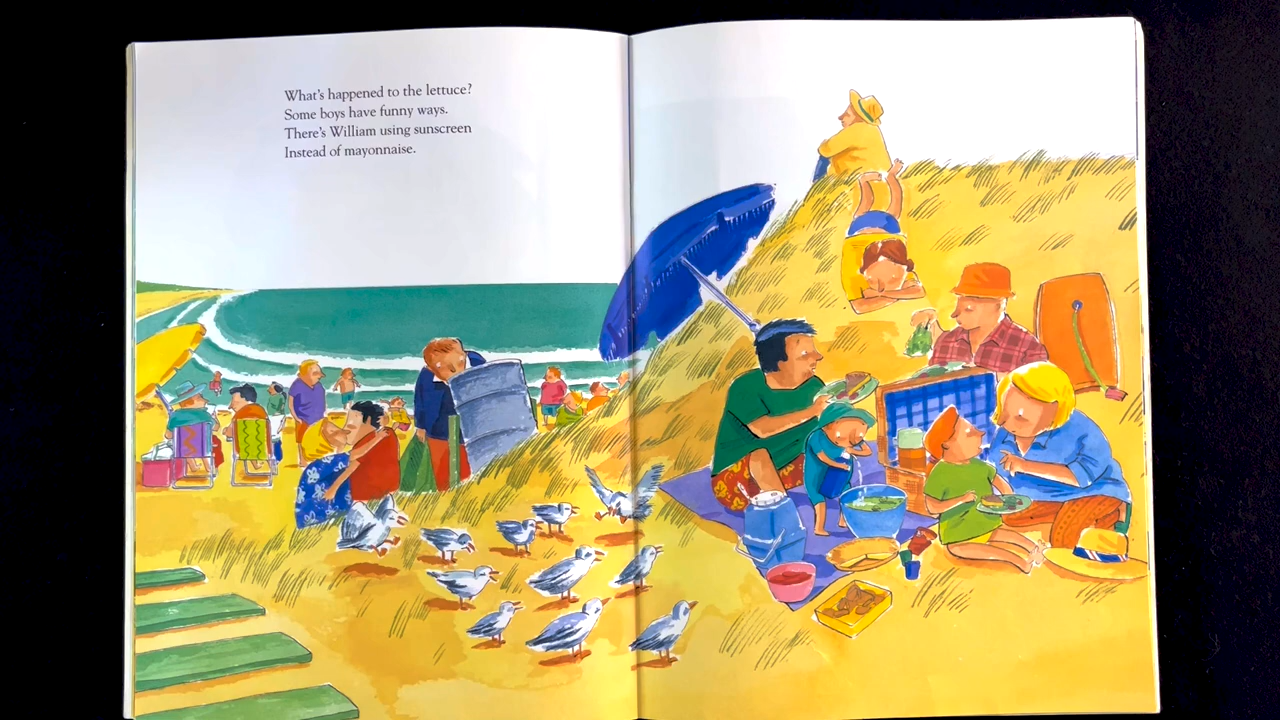 What's happened to the lettuce?
Some boys have funny ways.
There's William using sunscreen
Instead of mayonnaise.